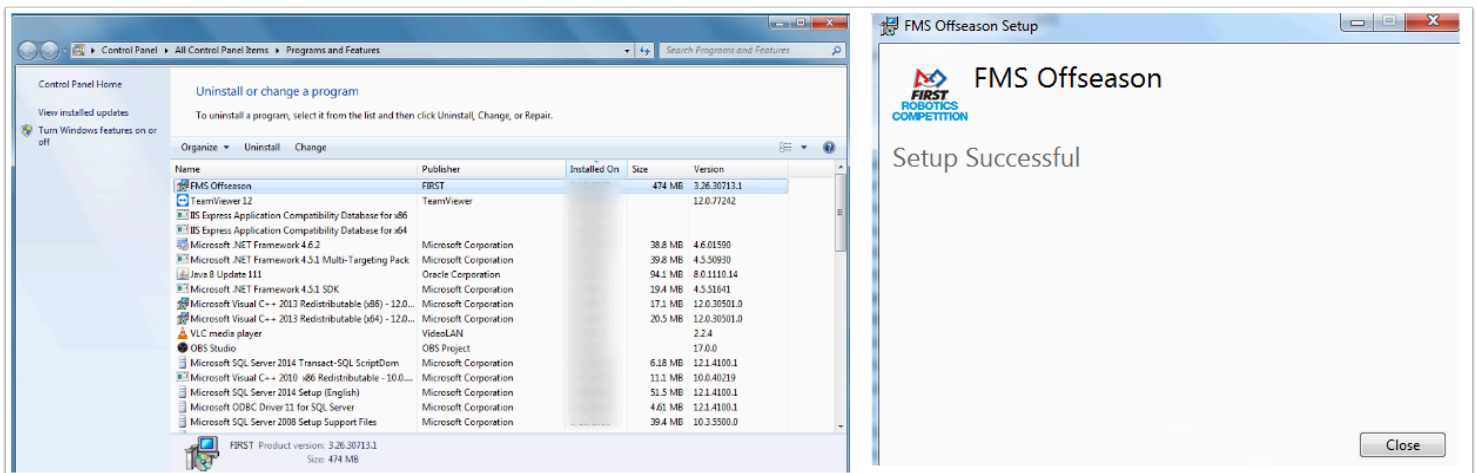 Control Panel ▸ All Control Panel Items ▸ Programs and Features
Search Programs and Features
Control Panel Home
View installed updates
Turn Windows features on or
off
Uninstall or change a program
To uninstall a program, select it from the list and then click Uninstall, Change, or Repair.
Organize Uninstall Change
Name Publisher Installed On Size Version
FMS Offseason FIRST 474 MB 3.26.30713.1
TeamViewer 12 TeamViewer 12.0.77242
IIS Express Application Compatibility Database for x86
IIS Express Application Compatibility Database for x64
Microsoft .NET Framework 4.6.2 Microsoft Corporation 38.8 MB 4.6.01590
Microsoft .NET Framework 4.5.1 Multi-Targeting Pack Microsoft Corporation 39.8 MB 4.5.50930
Java 8 Update 111 Oracle Corporation 94.1 MB 8.0.1110.14
Microsoft .NET Framework 4.5.1 SDK Microsoft Corporation 19.4 MB 4.5.51641
Microsoft Visual C++ 2013 Redistributable (x86) - 12.0... Microsoft Corporation 17.1 MB 12.0.30501.0
Microsoft Visual C++ 2013 Redistributable (x64) - 12.0... Microsoft Corporation 20.5 MB 12.0.30501.0
VLC media player VideoLAN 2.2.4
OBS Studio OBS Project 17.0.0
Microsoft SQL Server 2014 Transact-SQL ScriptDom Microsoft Corporation 6.18 MB 12.1.4100.1
Microsoft Visual C++ 2010 x86 Redistributable - 10.0.... Microsoft Corporation 11.1 MB 10.0.40219
Microsoft SQL Server 2014 Setup (English) Microsoft Corporation 51.5 MB 12.1.4100.1
Microsoft ODBC Driver 11 for SQL Server Microsoft Corporation 4.61 MB 12.1.4100.1
Microsoft SQL Server 2008 Setup Support Files Microsoft Corporation 39.4 MB 10.3.5500.0
FIRST Product version: 3.26.30713.1
Size: 474 MB
FMS Offseason Setup
FIRST
ROBOTICS
COMPETITION
FMS Offseason
Setup Successful
Close